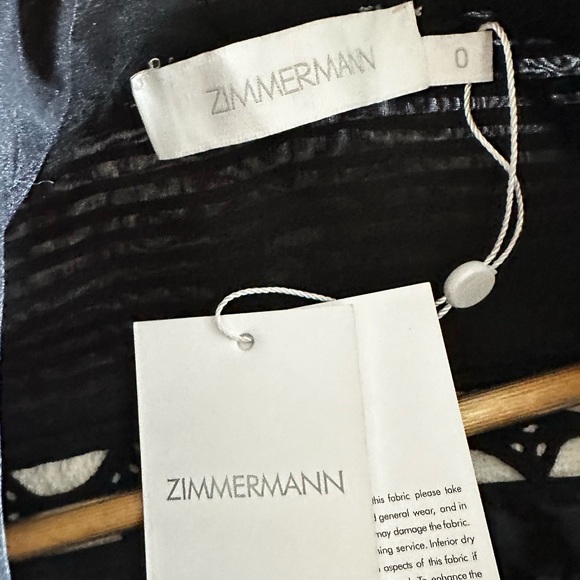 ZIMMERMANN
0
ZIMMERMANN
this fabric please take
general wear, and in
may damage the fabric.
service. Inferior dry
aspects of this fabric if
To enhance the